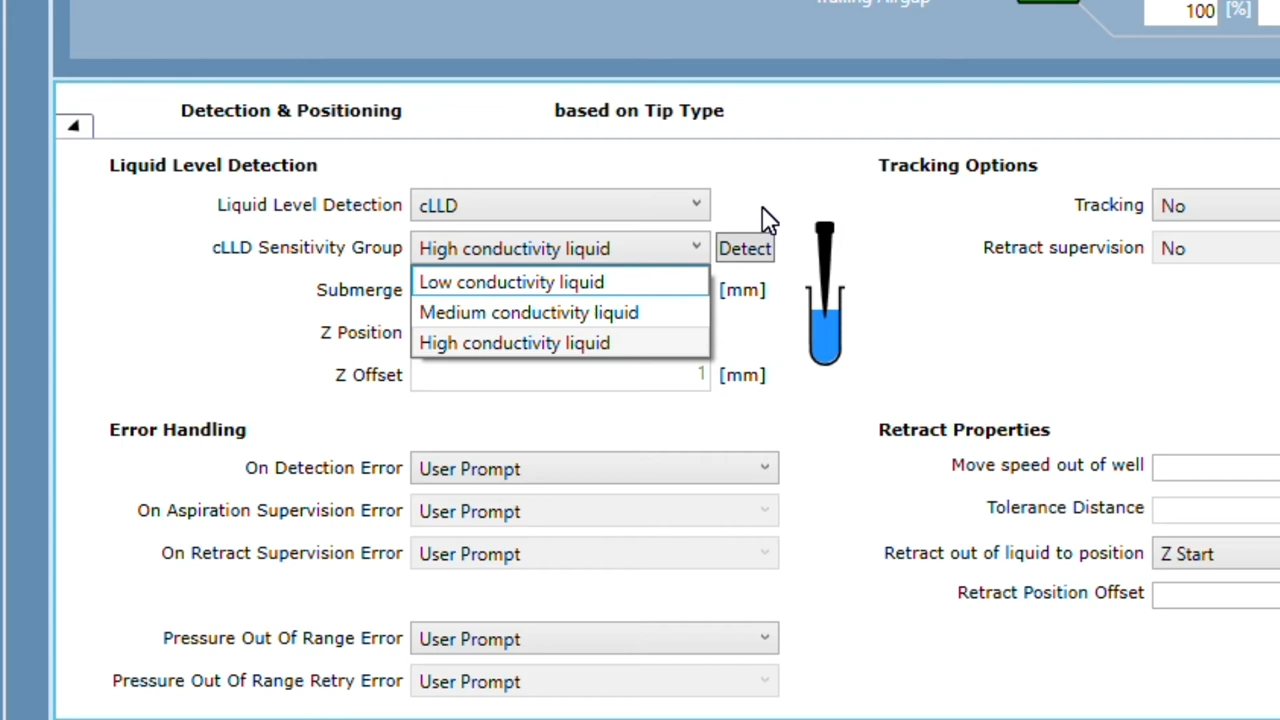 Trailing Airgap
100 [%]
Detection & Positioning based on Tip Type
Liquid Level Detection
Liquid Level Detection cLLD
cLLD Sensitivity Group High conductivity liquid Detect
Low conductivity liquid
Submerge [mm]
Medium conductivity liquid
Z Position
High conductivity liquid
Z Offset 1 [mm]
Tracking Options
Tracking No
Retract supervision No
Error Handling
On Detection Error User Prompt
On Aspiration Supervision Error User Prompt
On Retract Supervision Error User Prompt
Pressure Out Of Range Error User Prompt
Pressure Out Of Range Retry Error User Prompt
Retract Properties
Move speed out of well
Tolerance Distance
Retract out of liquid to position Z Start
Retract Position Offset